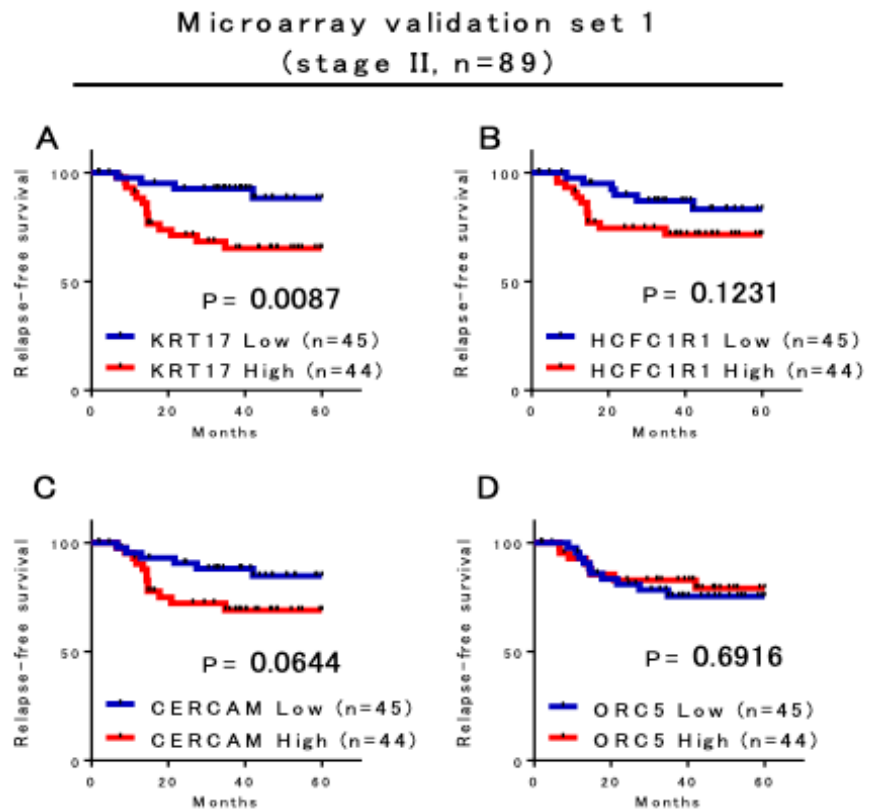 Microarray validation set 1
(stage II, n=89)
A
Relapse-free survival
100
50
0
P = 0.0087
KRT17 Low (n=45)
KRT17 High (n=44)
0 20 40 60
Months
B
Relapse-free survival
100
50
0
P = 0.1231
HCFC1R1 Low (n=45)
HCFC1R1 High (n=44)
0 20 40 60
Months
C
Relapse-free survival
100
50
0
P = 0.0644
CERCAM Low (n=45)
CERCAM High (n=44)
0 20 40 60
Months
D
Relapse-free survival
100
50
0
P = 0.6916
ORC5 Low (n=45)
ORC5 High (n=44)
0 20 40 60
Months